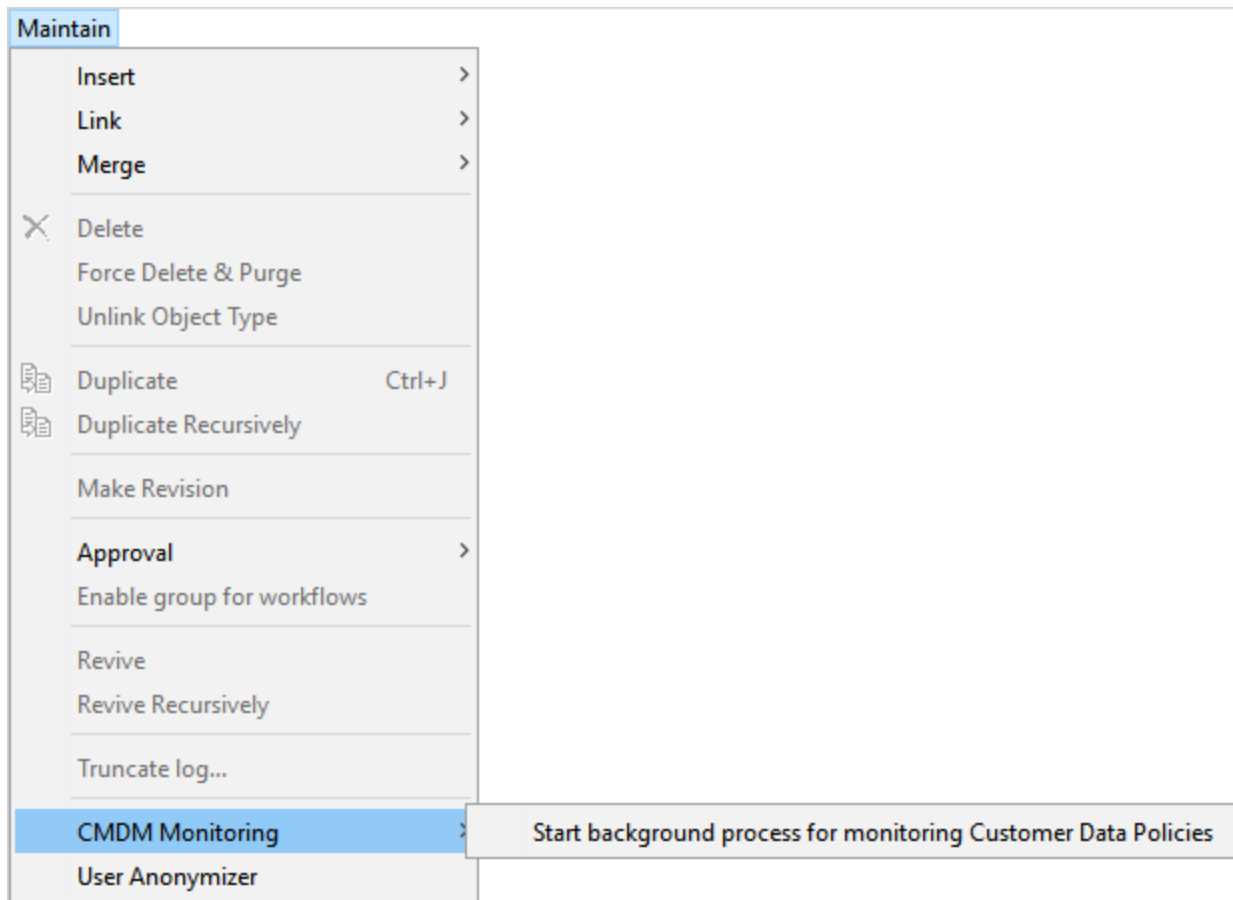 Maintain
Insert
Link
Merge
Delete
Force Delete & Purge
Unlink Object Type
Duplicate Ctrl+J
Duplicate Recursively
Make Revision
Approval
Enable group for workflows
Revive
Revive Recursively
Truncate log...
CMDM Monitoring
Start background process for monitoring Customer Data Policies
User Anonymizer